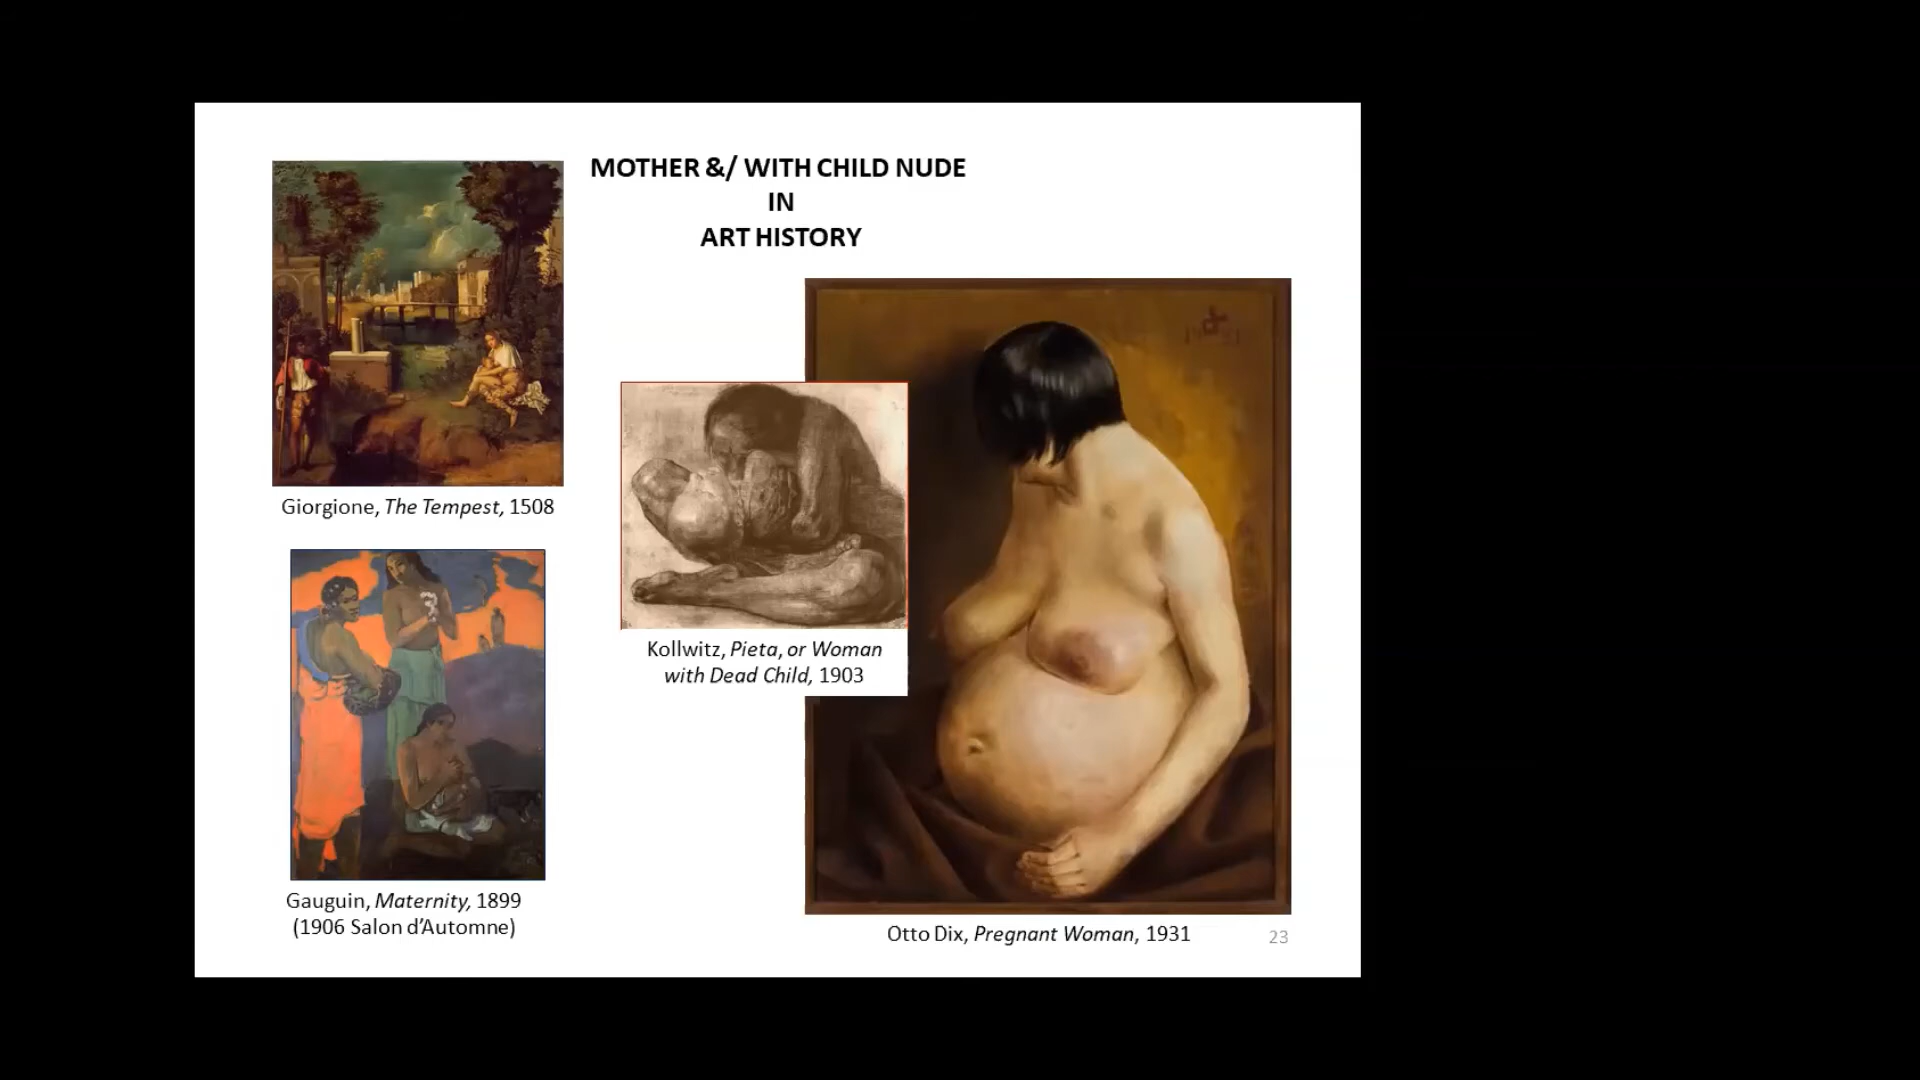 MOTHER &/ WITH CHILD NUDE
IN
ART HISTORY
Giorgione, The Tempest, 1508
Kollwitz, Pieta, or Woman
with Dead Child, 1903
Gauguin, Maternity, 1899
(1906 Salon d’Automne)
Otto Dix, Pregnant Woman, 1931
23